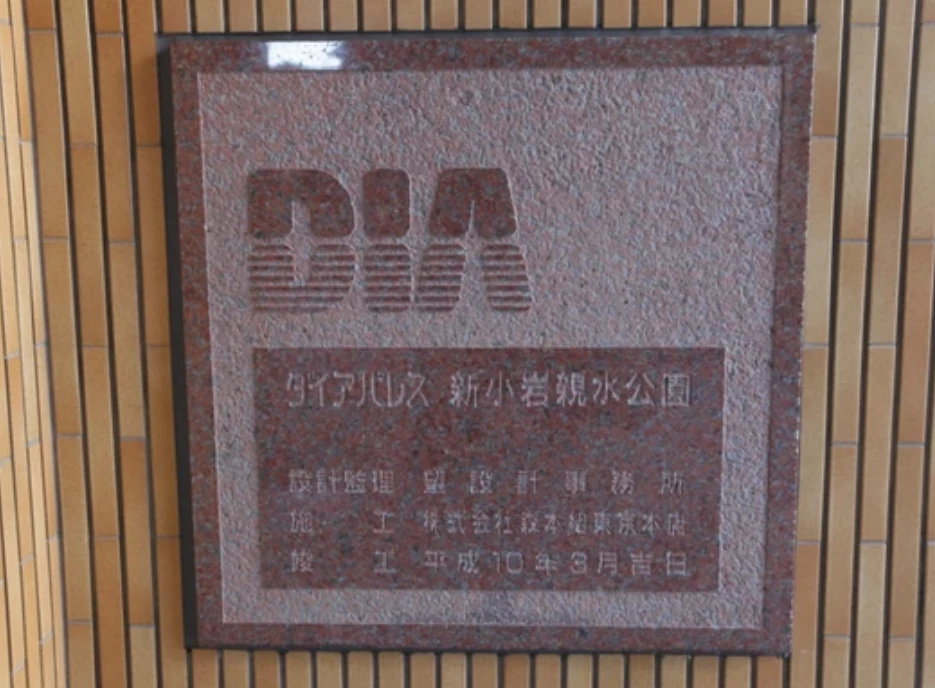 DIA
ダイアパレス 新小岩親水公園
設計監理 望設計事務所
施工 株式会社森本組東京本店
竣工 平成10年3月吉日